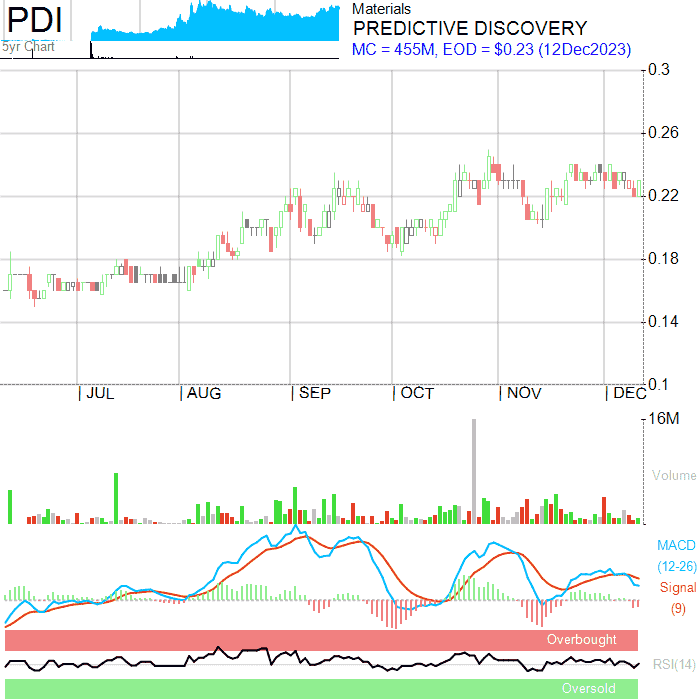 PDI
5yr Chart
Materials
PREDICTIVE DISCOVERY
MC = 455M, EOD = $0.23 (12Dec2023)
0.3
0.26
0.22
0.18
0.14
0.1
| JUL | AUG | SEP | OCT | NOV | DEC
16M
Volume
MACD
(12-26)
Signal
(9)
Overbought
RSI(14)
Oversold